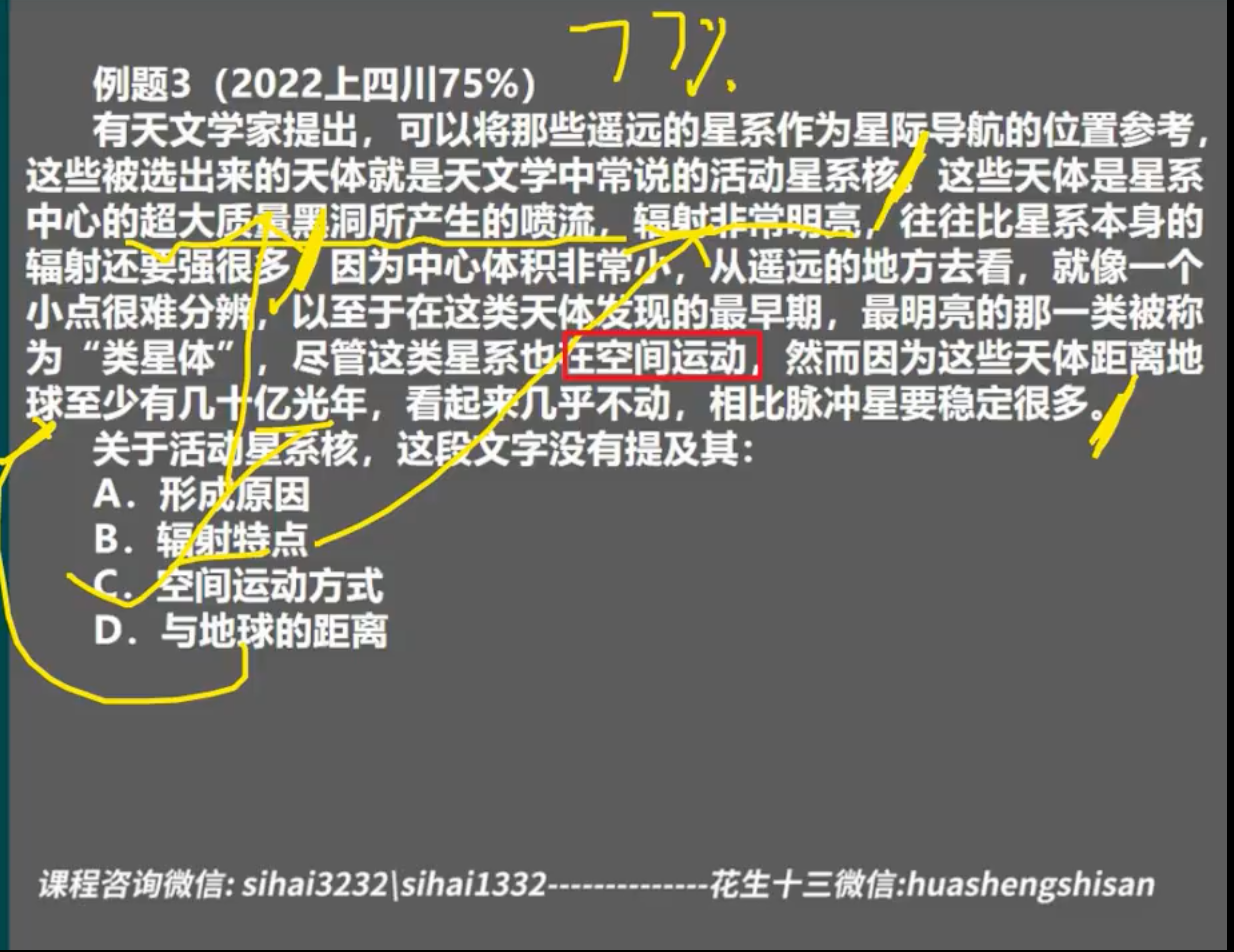 77%.
例题3（2022上四川75%）
有天文学家提出，可以将那些遥远的星系作为星际导航的位置参考，
这些被选出来的天体就是天文学中常说的活动星系核。这些天体是星系
中心的超大质量黑洞所产生的喷流，辐射非常明亮，往往比星系本身的
辐射还要强很多。因为中心体积非常小，从遥远的地方去看，就像一个
小点很难分辨，以至于在这类天体发现的最早期，最明亮的那一类被称
为“类星体”，尽管这类星系也在空间运动，然而因为这些天体距离地
球至少有几十亿光年，看起来几乎不动，相比脉冲星要稳定很多。
关于活动星系核，这段文字没有提及其：
A．形成原因
B．辐射特点
C．空间运动方式
D．与地球的距离
课程咨询微信: sihai3232\sihai1332--------------花生十三微信:huashengshisan